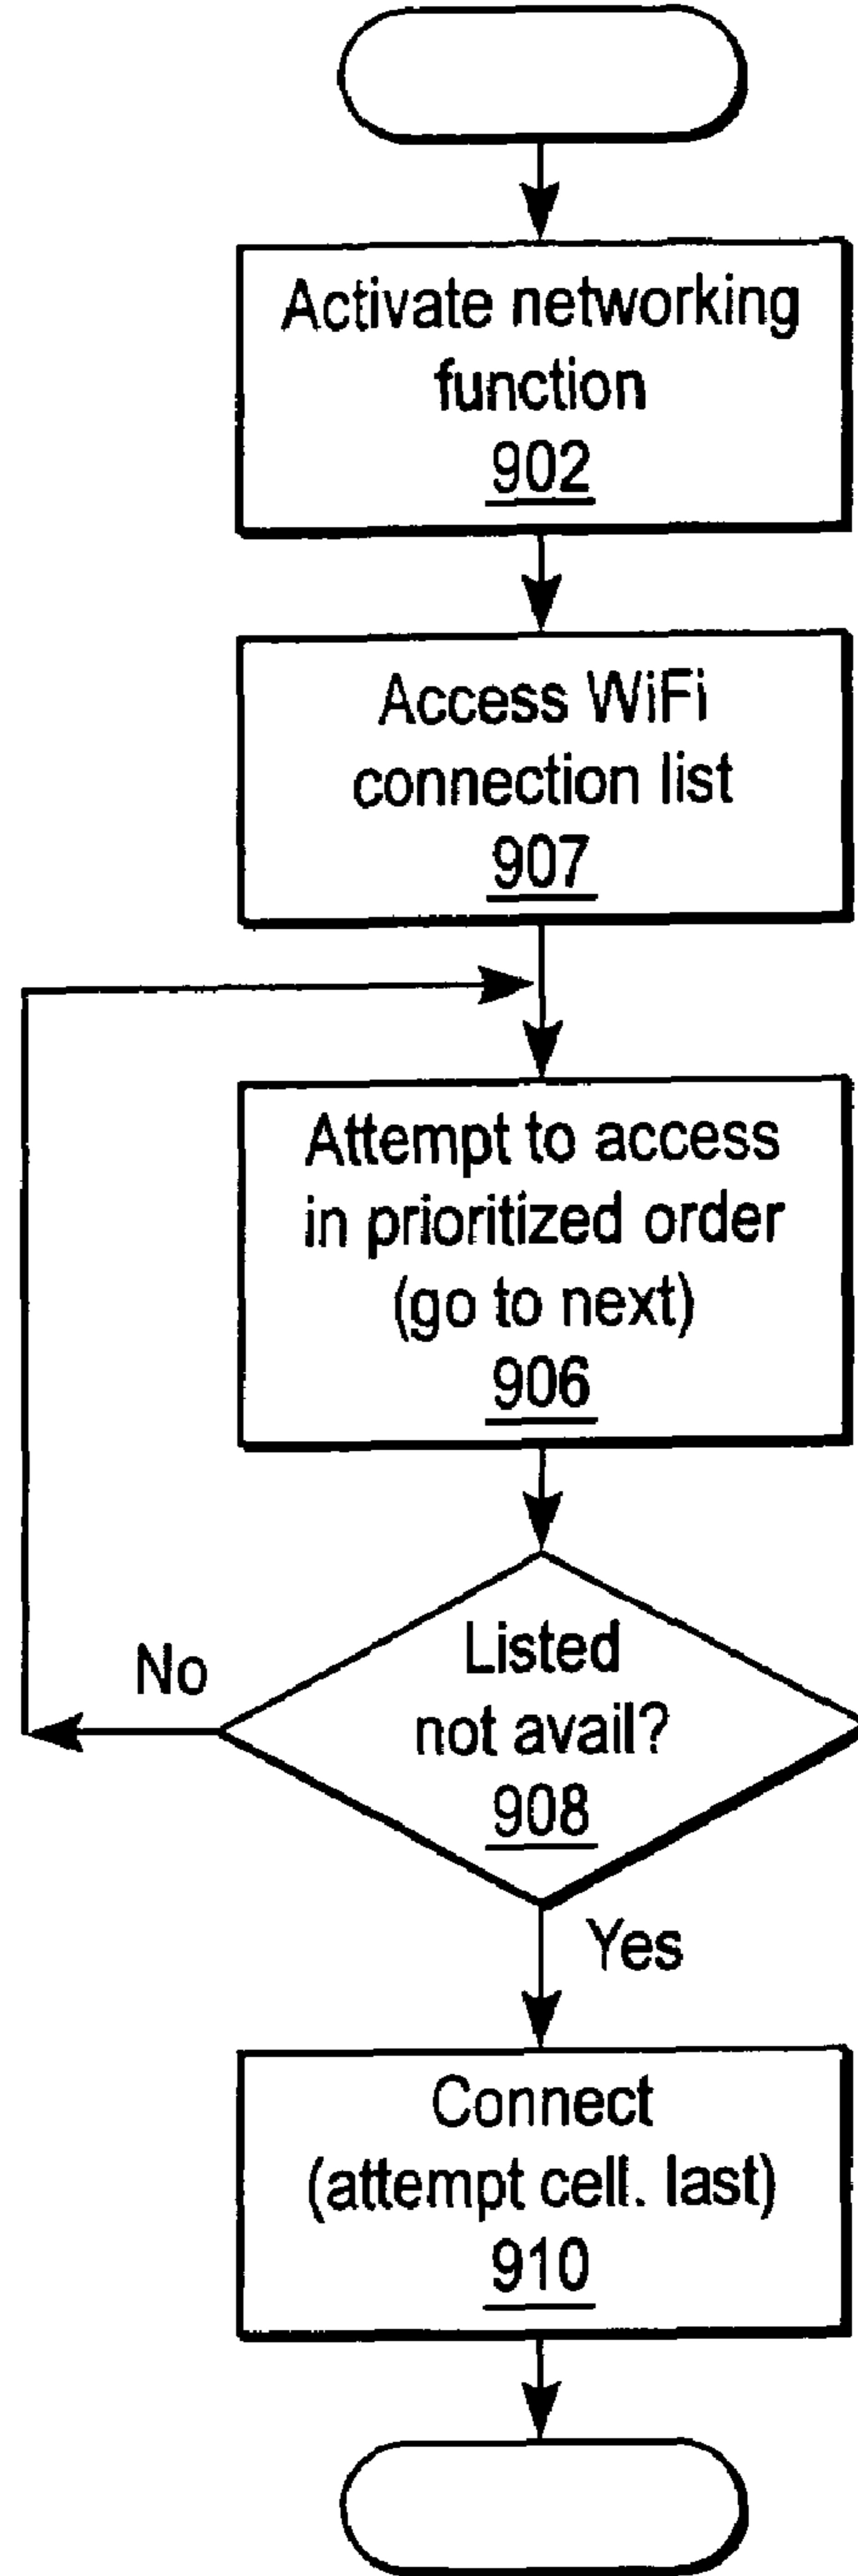 Activate networking
function
902
Access WiFi
connection list
907
Attempt to access
in prioritized order
(go to next)
906
No
Listed
not avail?
908
Yes
Connect
(attempt cell. last)
910